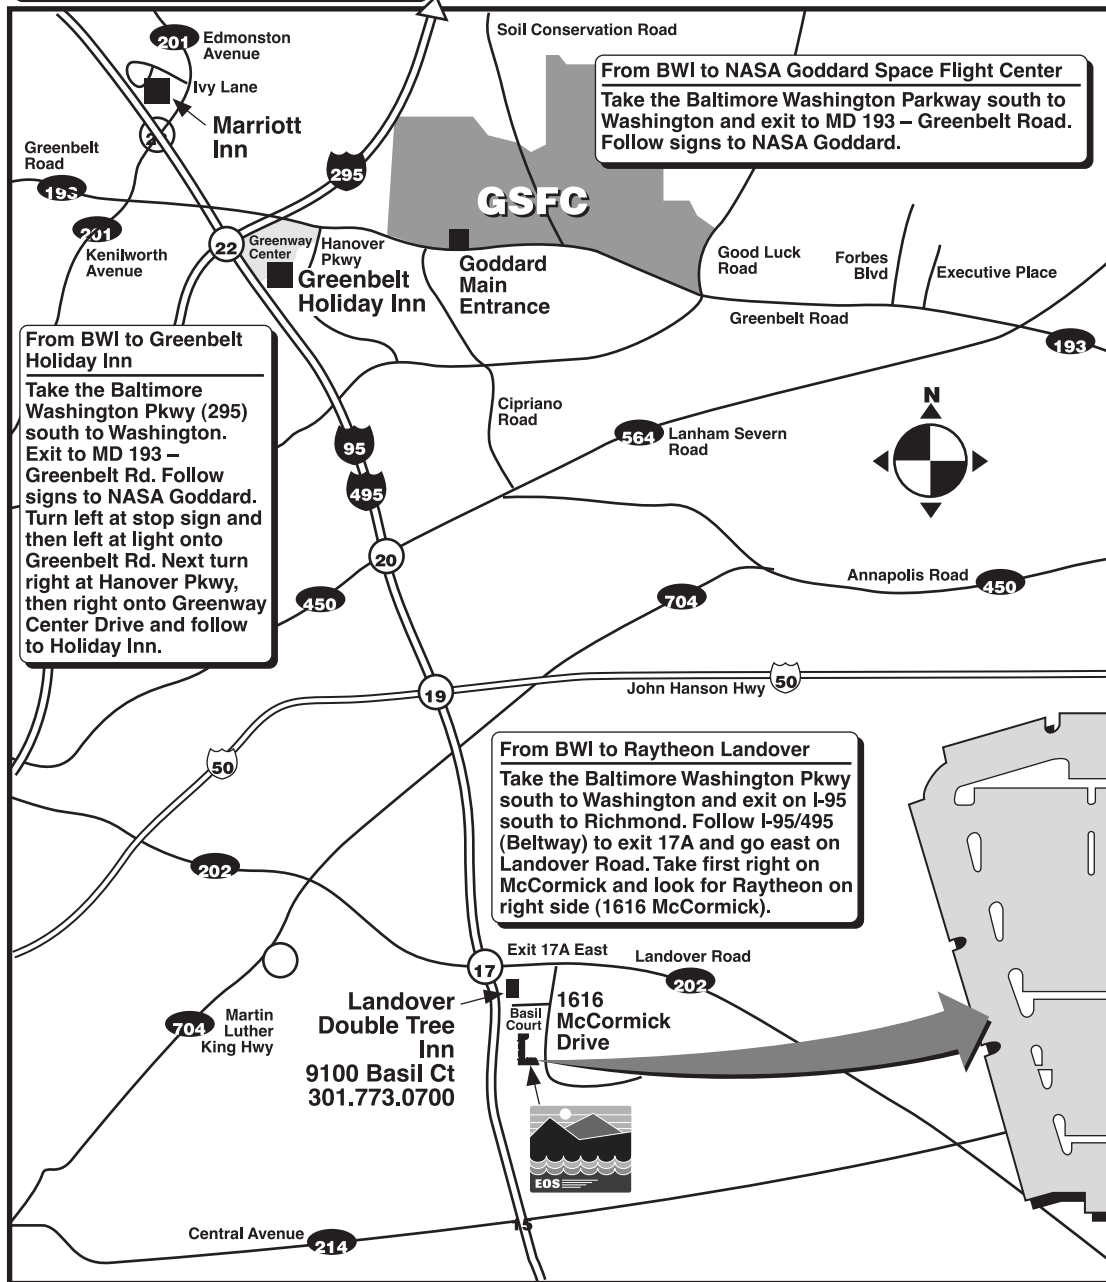 Soil Conservation Road
201
Edmonston
Avenue
Ivy Lane
Marriott
Inn
From BWI to NASA Goddard Space Flight Center
Take the Baltimore Washington Parkway south to
Washington and exit to MD 193 – Greenbelt Road.
Follow signs to NASA Goddard.
Greenbelt
Road
193
295
GSFC
201
Kenilworth
Avenue
22
Greenway
Center
Hanover
Pkwy
Greenbelt
Holiday Inn
Goddard
Main
Entrance
Good Luck
Road
Forbes
Blvd
Executive Place
Greenbelt Road
193
From BWI to Greenbelt
Holiday Inn
Take the Baltimore
Washington Pkwy (295)
south to Washington.
Exit to MD 193 –
Greenbelt Rd. Follow
signs to NASA Goddard.
Turn left at stop sign and
then left at light onto
Greenbelt Rd. Next turn
right at Hanover Pkwy,
then right onto Greenway
Center Drive and follow
to Holiday Inn.
Cipriano
Road
N
95
495
564
Lanham Severn
Road
20
450
704
Annapolis Road
450
19
John Hanson Hwy
50
50
From BWI to Raytheon Landover
Take the Baltimore Washington Pkwy
south to Washington and exit on I-95
south to Richmond. Follow I-95/495
(Beltway) to exit 17A and go east on
Landover Road. Take first right on
McCormick and look for Raytheon on
right side (1616 McCormick).
202
17
Exit 17A East
Landover Road
202
Landover
Double Tree
Inn
9100 Basil Ct
301.773.0700
Basil
Court
1616
McCormick
Drive
704
Martin
Luther
King Hwy
EOS
15
Central Avenue
214